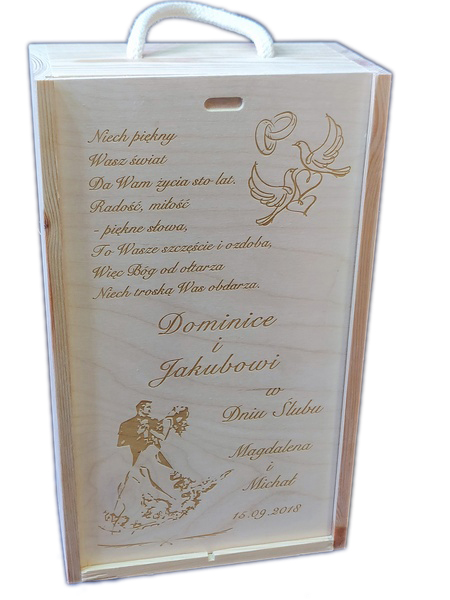 Niech piękny
Wasz świat
Da Wam życia sto lat.
Radość, miłość
- piękne słowa,
To Wasze szczęście i ozdoba,
Więc Bóg od ołtarza
Niech troską Was obdarza.
Dominice
i
Jakubowi
w
Dniu Ślubu
Magdalena
i
Michał
15.09.2018